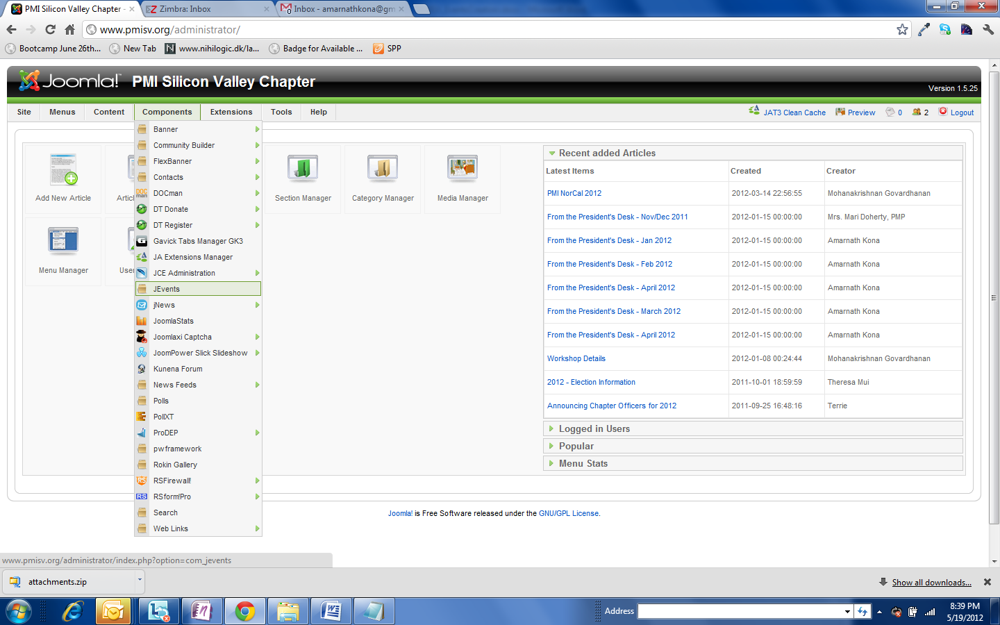 PMI Silicon Valley Chapter -
Zimbra: Inbox
Inbox - amarnathkona@gm
www.pmisv.org/administrator/
Bootcamp June 26th...
New Tab
www.nihilogic.dk/la...
Badge for Available ...
SPP
Joomla!
PMI Silicon Valley Chapter
Version 1.5.25
Site
Menus
Content
Components
Extensions
Tools
Help
JAT3 Clean Cache
Preview
0
2
Logout
Banner
Community Builder
FlexBanner
Contacts
DOCman
DT Donate
DT Register
Gavick Tabs Manager GK3
JA Extensions Manager
JCE Administration
JEvents
jNews
JoomlaStats
Joomlaxi Captcha
JoomPower Slick Slideshow
Kunena Forum
News Feeds
Polls
PollXT
ProDEP
pwframework
Rokin Gallery
RSFirewall!
RSform!Pro
Search
Web Links
Add New Article
Artic
Section Manager
Category Manager
Media Manager
Menu Manager
User
Recent added Articles
Latest Items Created Creator
PMI NorCal 2012 2012-03-14 22:56:55 Mohanakrishnan Govardhanan
From the President's Desk - Nov/Dec 2011 2012-01-15 00:00:00 Mrs. Mari Doherty, PMP
From the President's Desk - Jan 2012 2012-01-15 00:00:00 Amarnath Kona
From the President's Desk - Feb 2012 2012-01-15 00:00:00 Amarnath Kona
From the President's Desk - April 2012 2012-01-15 00:00:00 Amarnath Kona
From the President's Desk - March 2012 2012-01-15 00:00:00 Amarnath Kona
From the President's Desk - April 2012 2012-01-15 00:00:00 Amarnath Kona
Workshop Details 2012-01-08 00:24:44 Mohanakrishnan Govardhanan
2012 - Election Information 2011-10-01 18:59:59 Theresa Mui
Announcing Chapter Officers for 2012 2011-09-25 16:48:16 Terrie
Logged in Users
Popular
Menu Stats
Joomla! is Free Software released under the GNU/GPL License.
www.pmisv.org/administrator/index.php?option=com_jevents
attachments.zip
Show all downloads...
Address
8:39 PM
5/19/2012